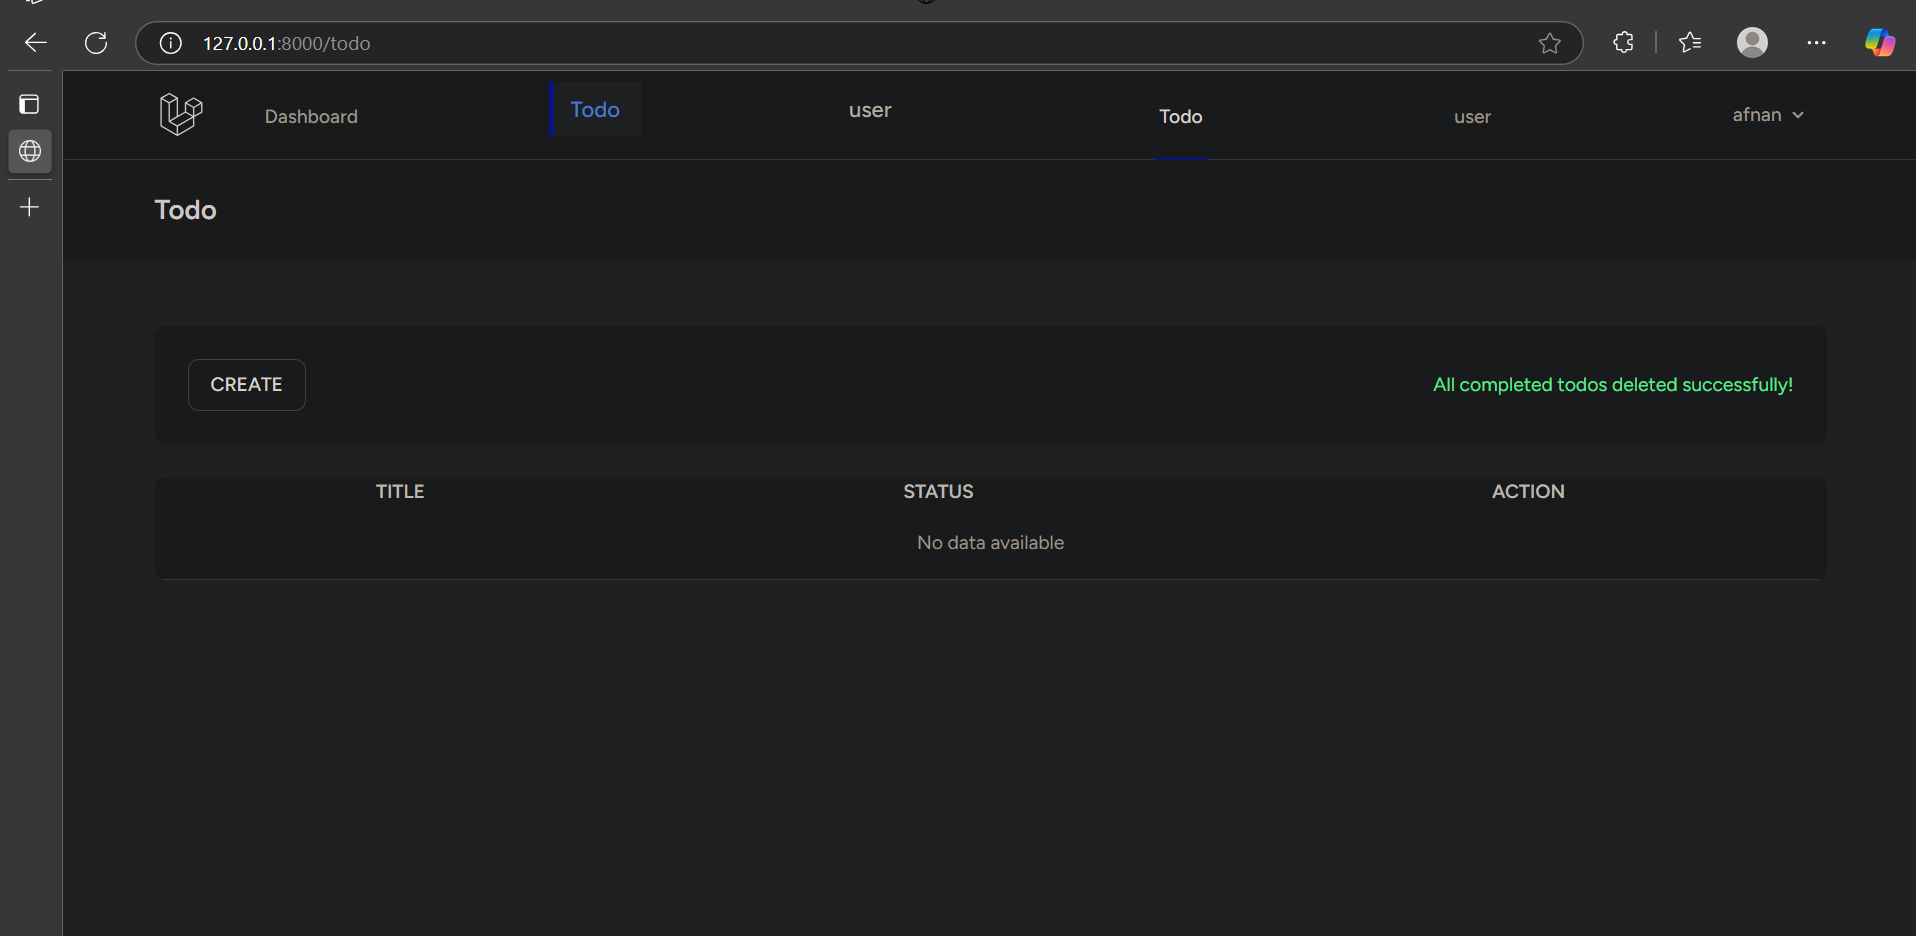 127.0.0.1:8000/todo
Dashboard Todo user Todo user afnan
Todo
CREATE All completed todos deleted successfully!
TITLE STATUS ACTION
No data available